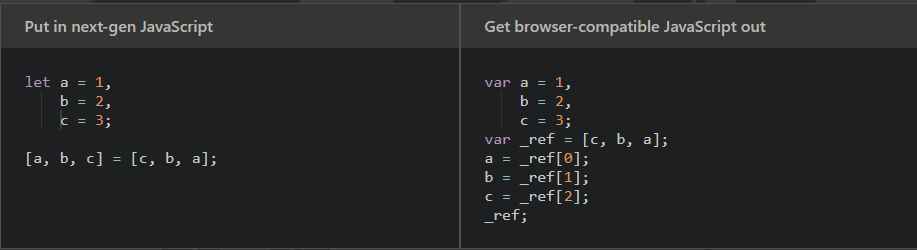 Put in next-gen JavaScript
let a = 1,
    b = 2,
    c = 3;

[a, b, c] = [c, b, a];
Get browser-compatible JavaScript out
var a = 1,
    b = 2,
    c = 3;
var _ref = [c, b, a];
a = _ref[0];
b = _ref[1];
c = _ref[2];
_ref;